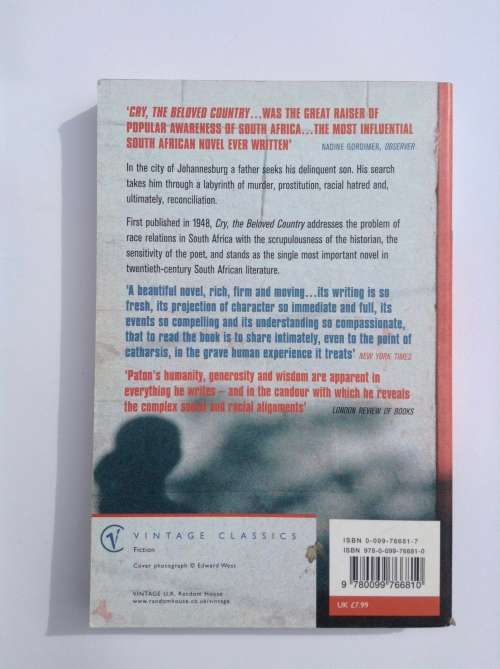 'CRY, THE BELOVED COUNTRY...WAS THE GREAT RAISER OF
POPULAR AWARENESS OF SOUTH AFRICA...THE MOST INFLUENTIAL
SOUTH AFRICAN NOVEL EVER WRITTEN' NADINE GORDIMER, OBSERVER
In the city of Johannesburg a father seeks his delinquent son. His search
takes him through a labyrinth of murder, prostitution, racial hatred and,
ultimately, reconciliation.
First published in 1948, Cry, the Beloved Country addresses the problem of
race relations in South Africa with the scrupulousness of the historian, the
sensitivity of the poet, and stands as the single most important novel in
twentieth-century South African literature.
'A beautiful novel, rich, firm and moving...its writing is so
fresh, its projection of character so immediate and full, its
events so compelling and its understanding so compassionate,
that to read the book is to share intimately, even to the point of
catharsis, in the grave human experience it treats' NEW YORK TIMES
'Paton's humanity, generosity and wisdom are apparent in
everything he writes – and in the candour with which he reveals
the complex social and racial alignments' LONDON REVIEW OF BOOKS
V VINTAGE CLASSICS
Fiction
Cover photograph © Edward West
VINTAGE U.K. Random House
www.randomhouse.co.uk/vintage
ISBN 0-099-76681-7
ISBN 978-0-099-76681-0
9 780099 766810
UK £7.99